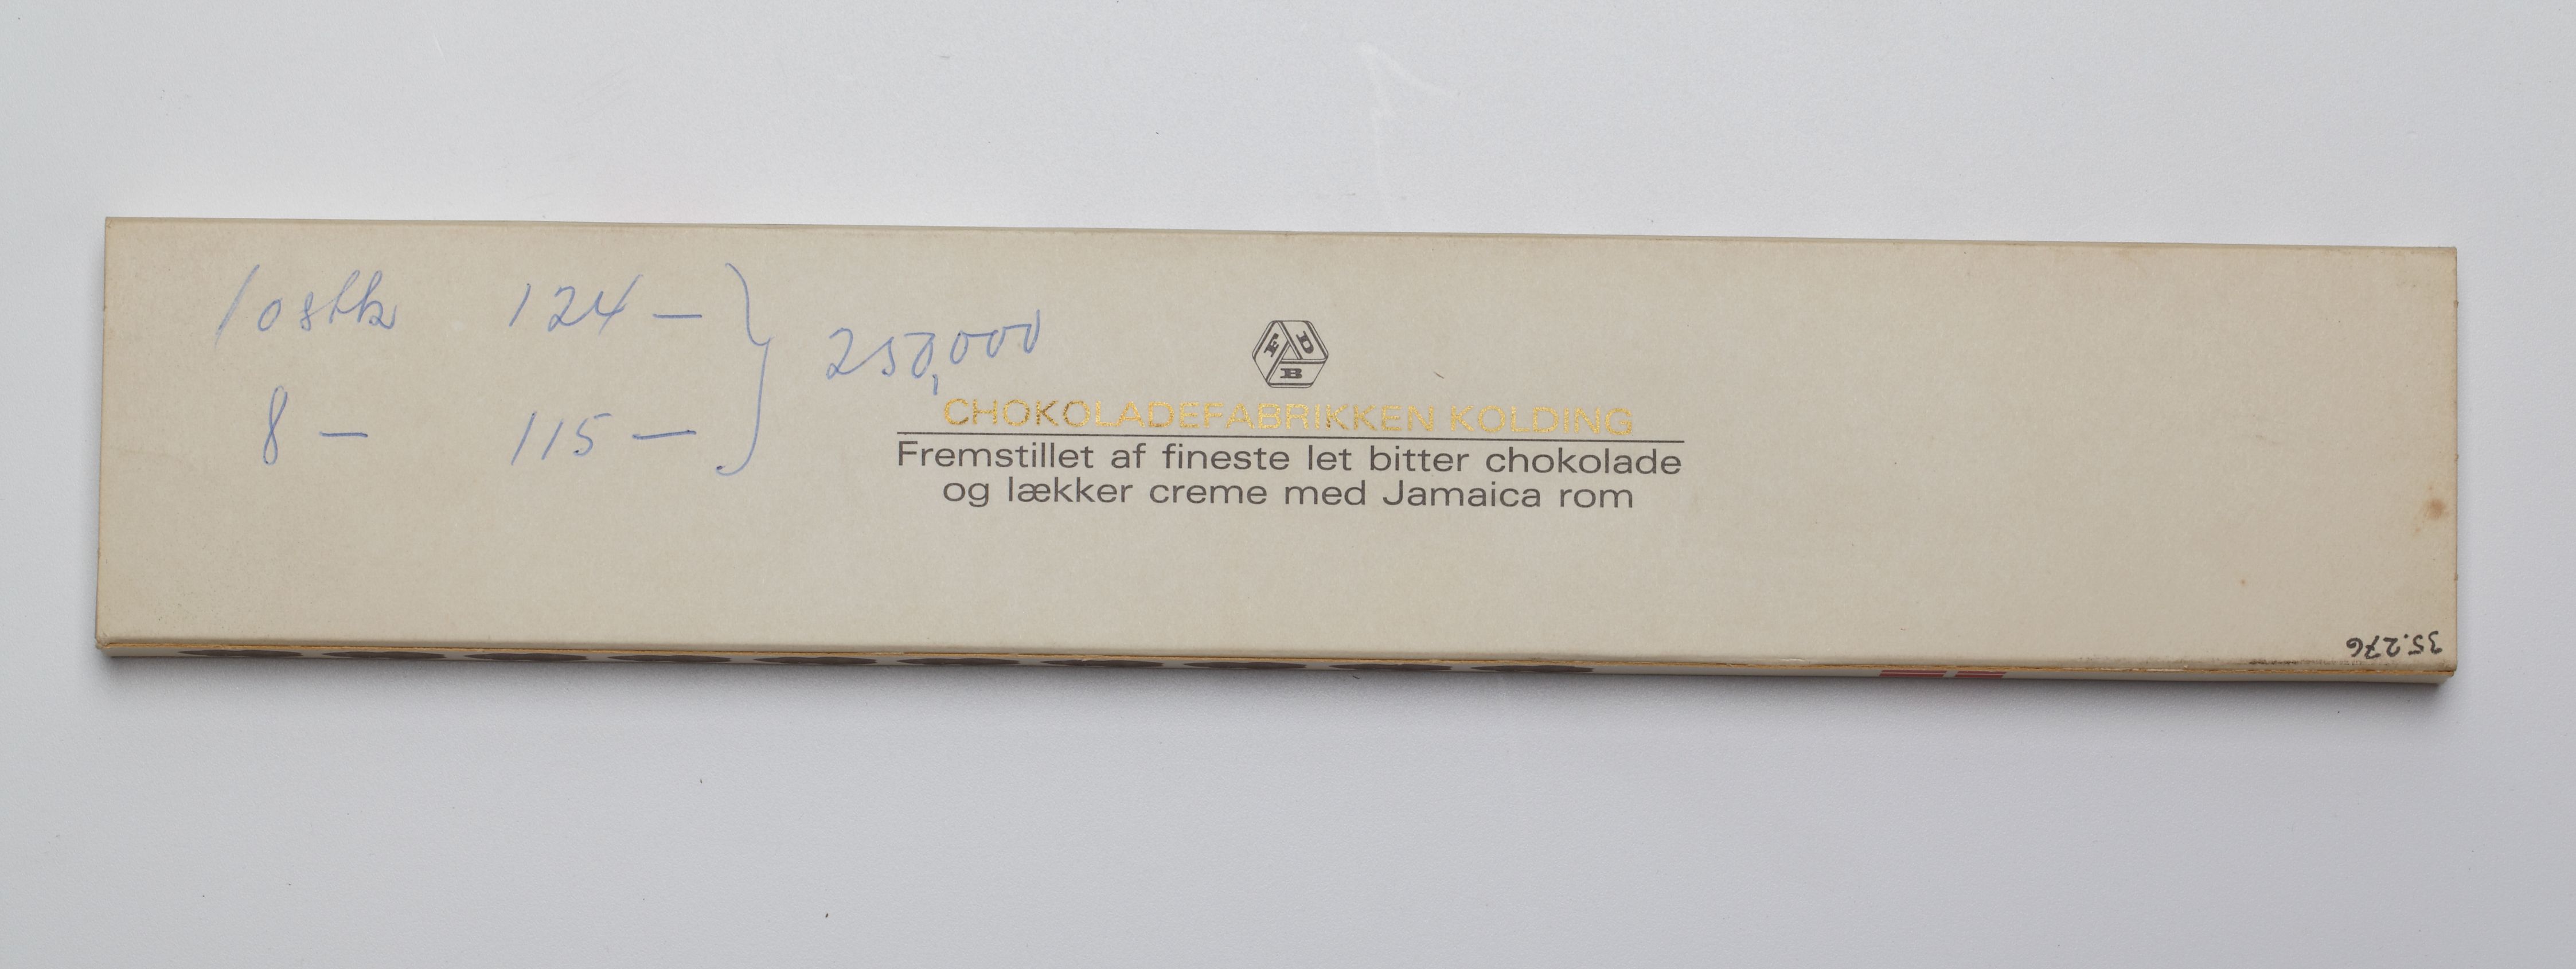 10 stk 124 —
8 — 115 —
250,000
F D B
CHOKOLADEFABRIKKEN KOLDING
Fremstillet af fineste let bitter chokolade
og lækker creme med Jamaica rom
35.276